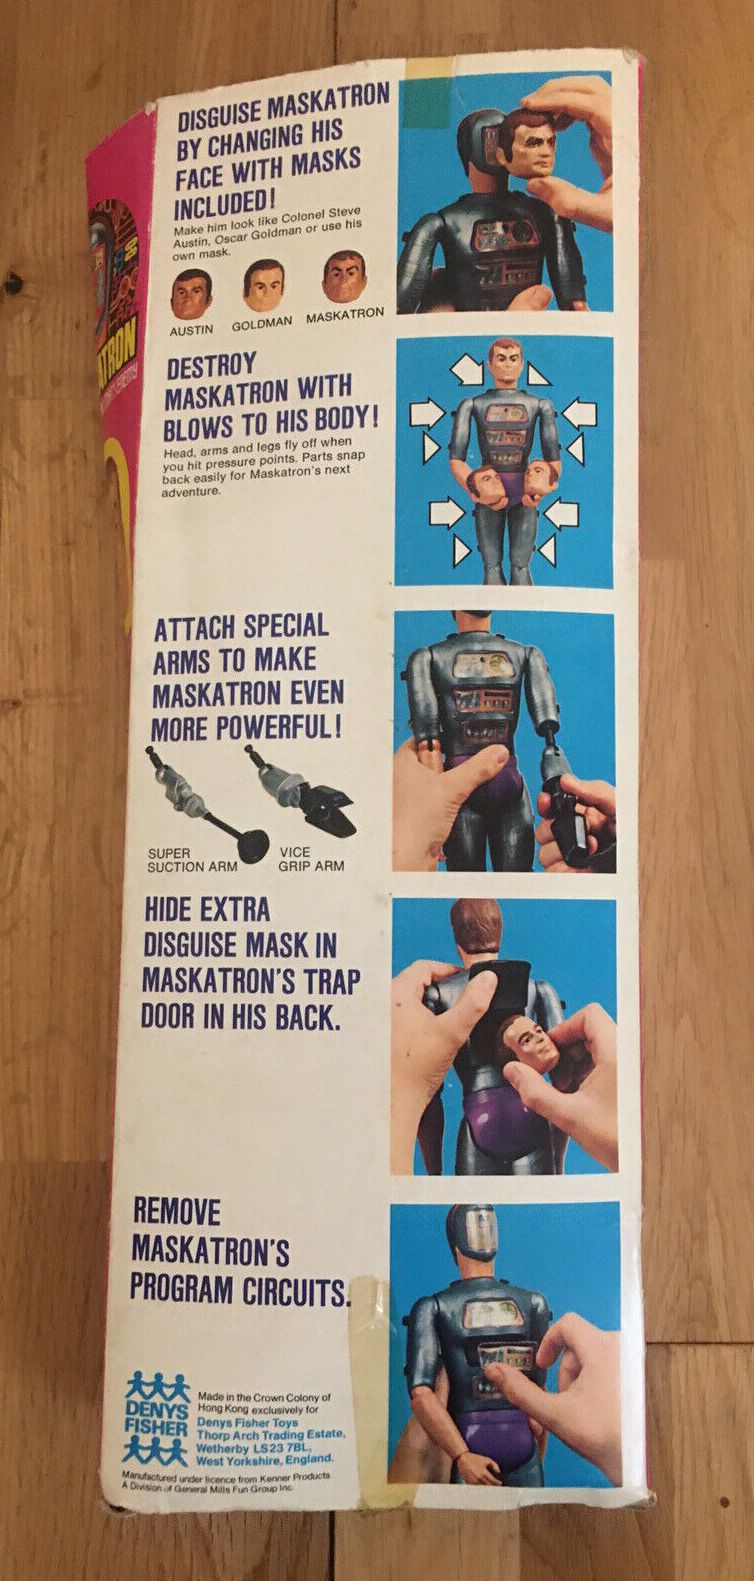 DISGUISE MASKATRON
BY CHANGING HIS
FACE WITH MASKS
INCLUDED!
Make him look like Colonel Steve
Austin, Oscar Goldman or use his
own mask.
AUSTIN
GOLDMAN
MASKATRON
ATRON
DESTROY
MASKATRON WITH
BLOWS TO HIS BODY!
Head, arms and legs fly off when
you hit pressure points. Parts snap
back easily for Maskatron's next
adventure.
ATTACH SPECIAL
ARMS TO MAKE
MASKATRON EVEN
MORE POWERFUL!
SUPER
SUCTION ARM
VICE
GRIP ARM
HIDE EXTRA
DISGUISE MASK IN
MASKATRON'S TRAP
DOOR IN HIS BACK.
REMOVE
MASKATRON'S
PROGRAM CIRCUITS.
DENYS
FISHER
Made in the Crown Colony of
Hong Kong exclusively for
Denys Fisher Toys
Thorp Arch Trading Estate,
Wetherby LS23 7BL,
West Yorkshire, England.
Manufactured under licence from Kenner Products
A Division of General Mills Fun Group Inc.